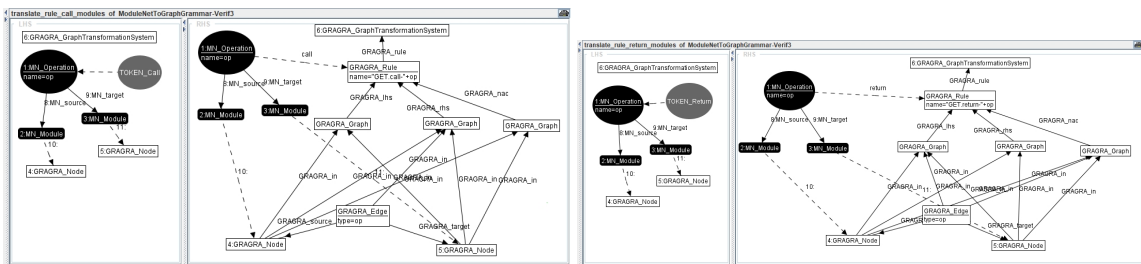 translate_rule_call_modules of ModuleNetToGraphGrammar-Verif3
LHS
RHS
6:GRAGRA_GraphTransformationSystem
1:MN_Operation
name=op
TOKEN_Call
8:MN_source
9:MN_target
2:MN_Module
3:MN_Module
10:
11:
4:GRAGRA_Node
5:GRAGRA_Node
6:GRAGRA_GraphTransformationSystem
1:MN_Operation
name=op
call
GRAGRA_rule
GRAGRA_Rule
name="GET.call-"+op
8:MN_source
9:MN_target
GRAGRA_lhs
GRAGRA_rhs
GRAGRA_nac
2:MN_Module
3:MN_Module
GRAGRA_Graph
GRAGRA_Graph
GRAGRA_Graph
10:
GRAGRA_in
GRAGRA_in
GRAGRA_in
GRAGRA_in
GRAGRA_in
GRAGRA_Edge
type=op
GRAGRA_source
GRAGRA_target
4:GRAGRA_Node
5:GRAGRA_Node
translate_rule_return_modules of ModuleNetToGraphGrammar-Verif3
LHS
RHS
6:GRAGRA_GraphTransformationSystem
1:MN_Operation
name=op
TOKEN_Return
8:MN_source
9:MN_target
2:MN_Module
3:MN_Module
10:
11:
4:GRAGRA_Node
5:GRAGRA_Node
6:GRAGRA_GraphTransformationSystem
1:MN_Operation
name=op
return
GRAGRA_rule
GRAGRA_Rule
name="GET.return-"+op
8:MN_source
9:MN_target
GRAGRA_lhs
GRAGRA_rhs
GRAGRA_nac
2:MN_Module
3:MN_Module
GRAGRA_Graph
GRAGRA_Graph
GRAGRA_Graph
10:
11:
GRAGRA_in
GRAGRA_in
GRAGRA_in
GRAGRA_in
GRAGRA_Edge
type=op
GRAGRA_target
4:GRAGRA_Node
5:GRAGRA_Node